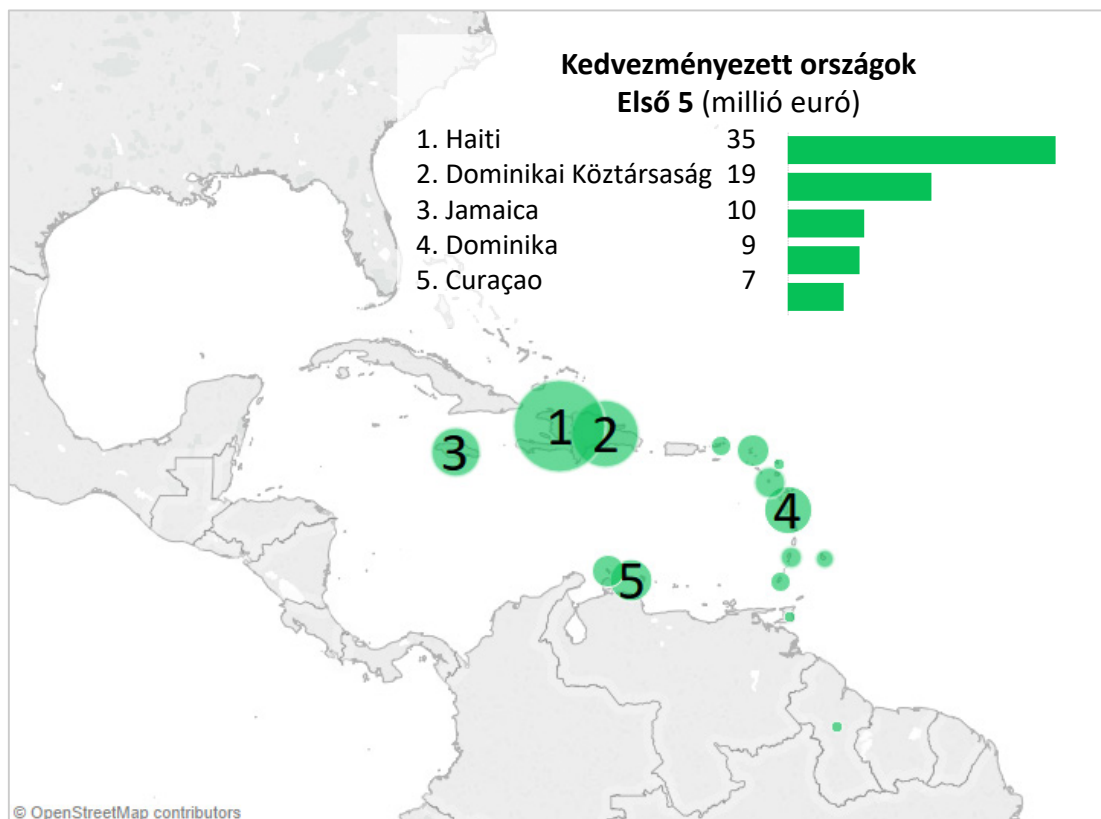 Kedvezményezett országok
Első 5 (millió euró)
1. Haiti 35
2. Dominikai Köztársaság 19
3. Jamaica 10
4. Dominika 9
5. Curaçao 7
1
2
3
4
5
© OpenStreetMap contributors